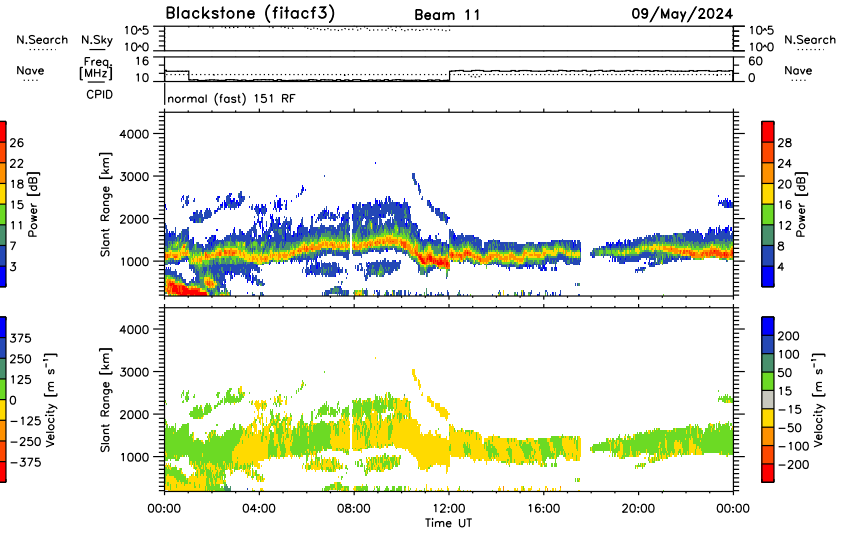 Blackstone (fitacf3) Beam 11 09/May/2024
N.Search N.Sky 10^5 10^0 10^5 10^0 N.Search
Nave Freq. [MHz] 16 10 60 0 Nave
CPID normal (fast) 151 RF
Power [dB] 26 22 18 15 11 7 3
Slant Range [km] 4000 3000 2000 1000
28 24 20 16 12 8 4 Power [dB]
Velocity [m s⁻¹] 375 250 125 0 −125 −250 −375
Slant Range [km] 4000 3000 2000 1000
200 100 50 15 −15 −50 −100 −200 Velocity [m s⁻¹]
00:00 04:00 08:00 12:00 16:00 20:00 00:00
Time UT